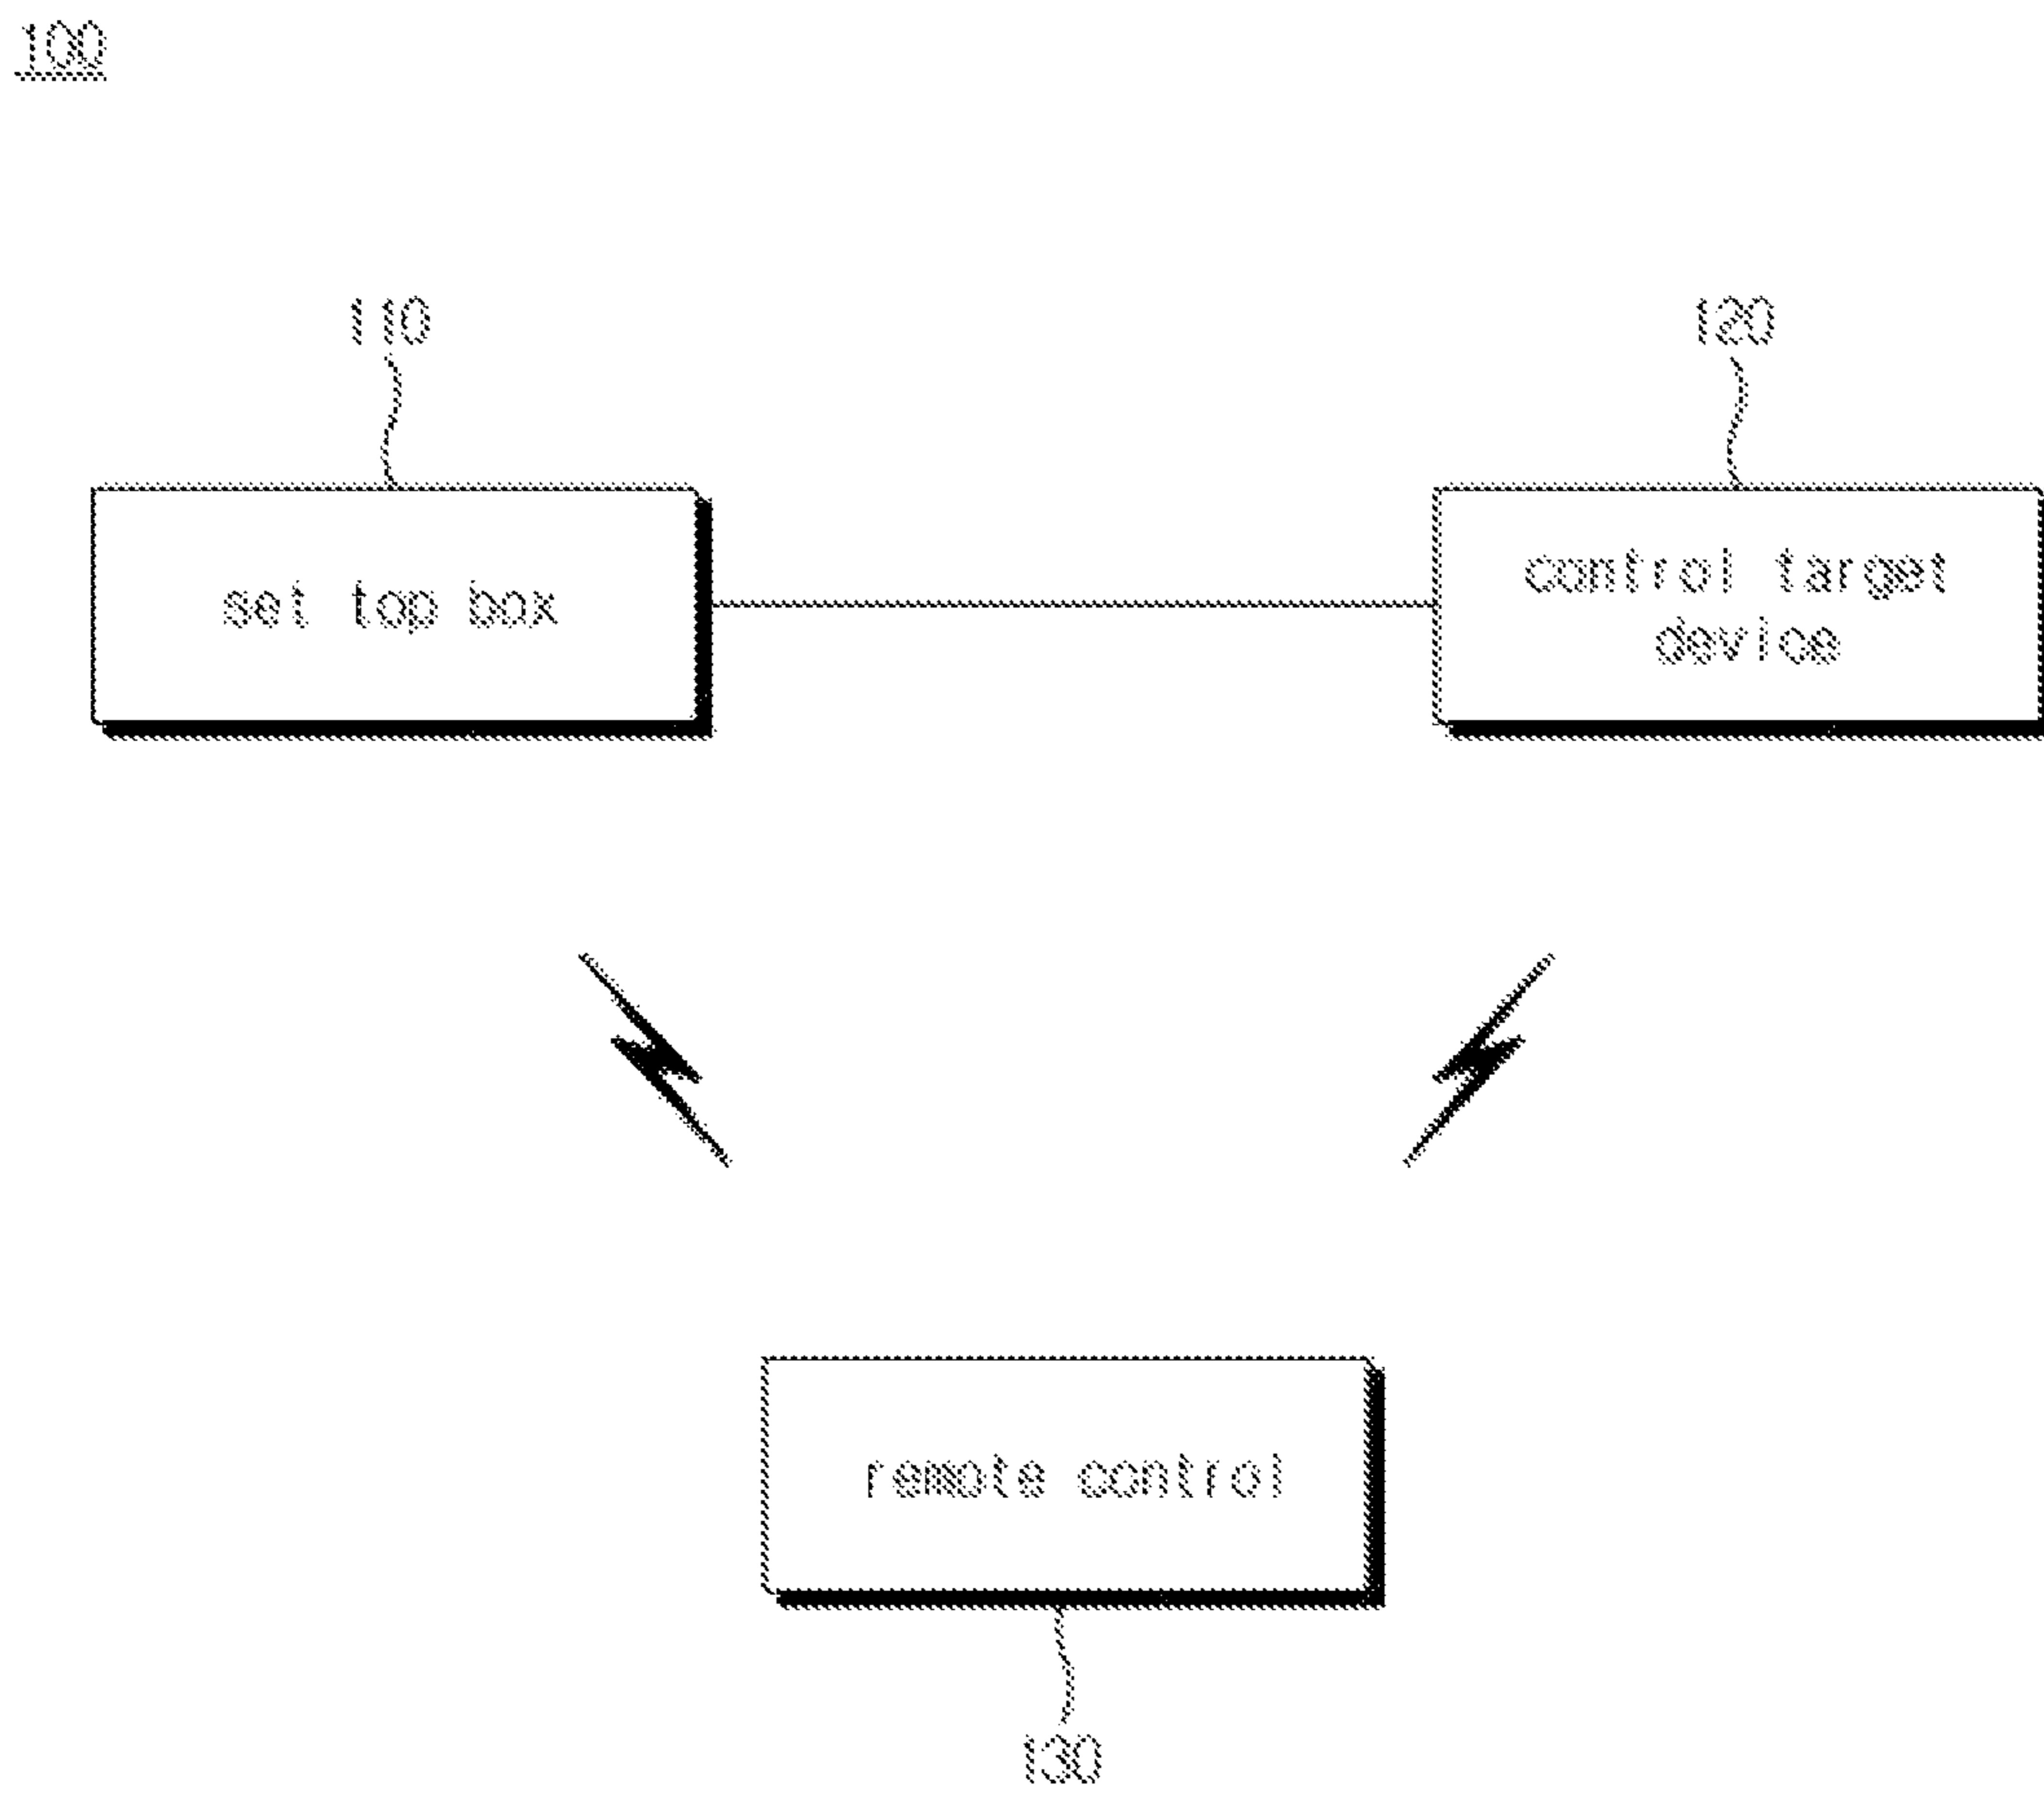 100
110
120
set top box
control target
device
remote control
130